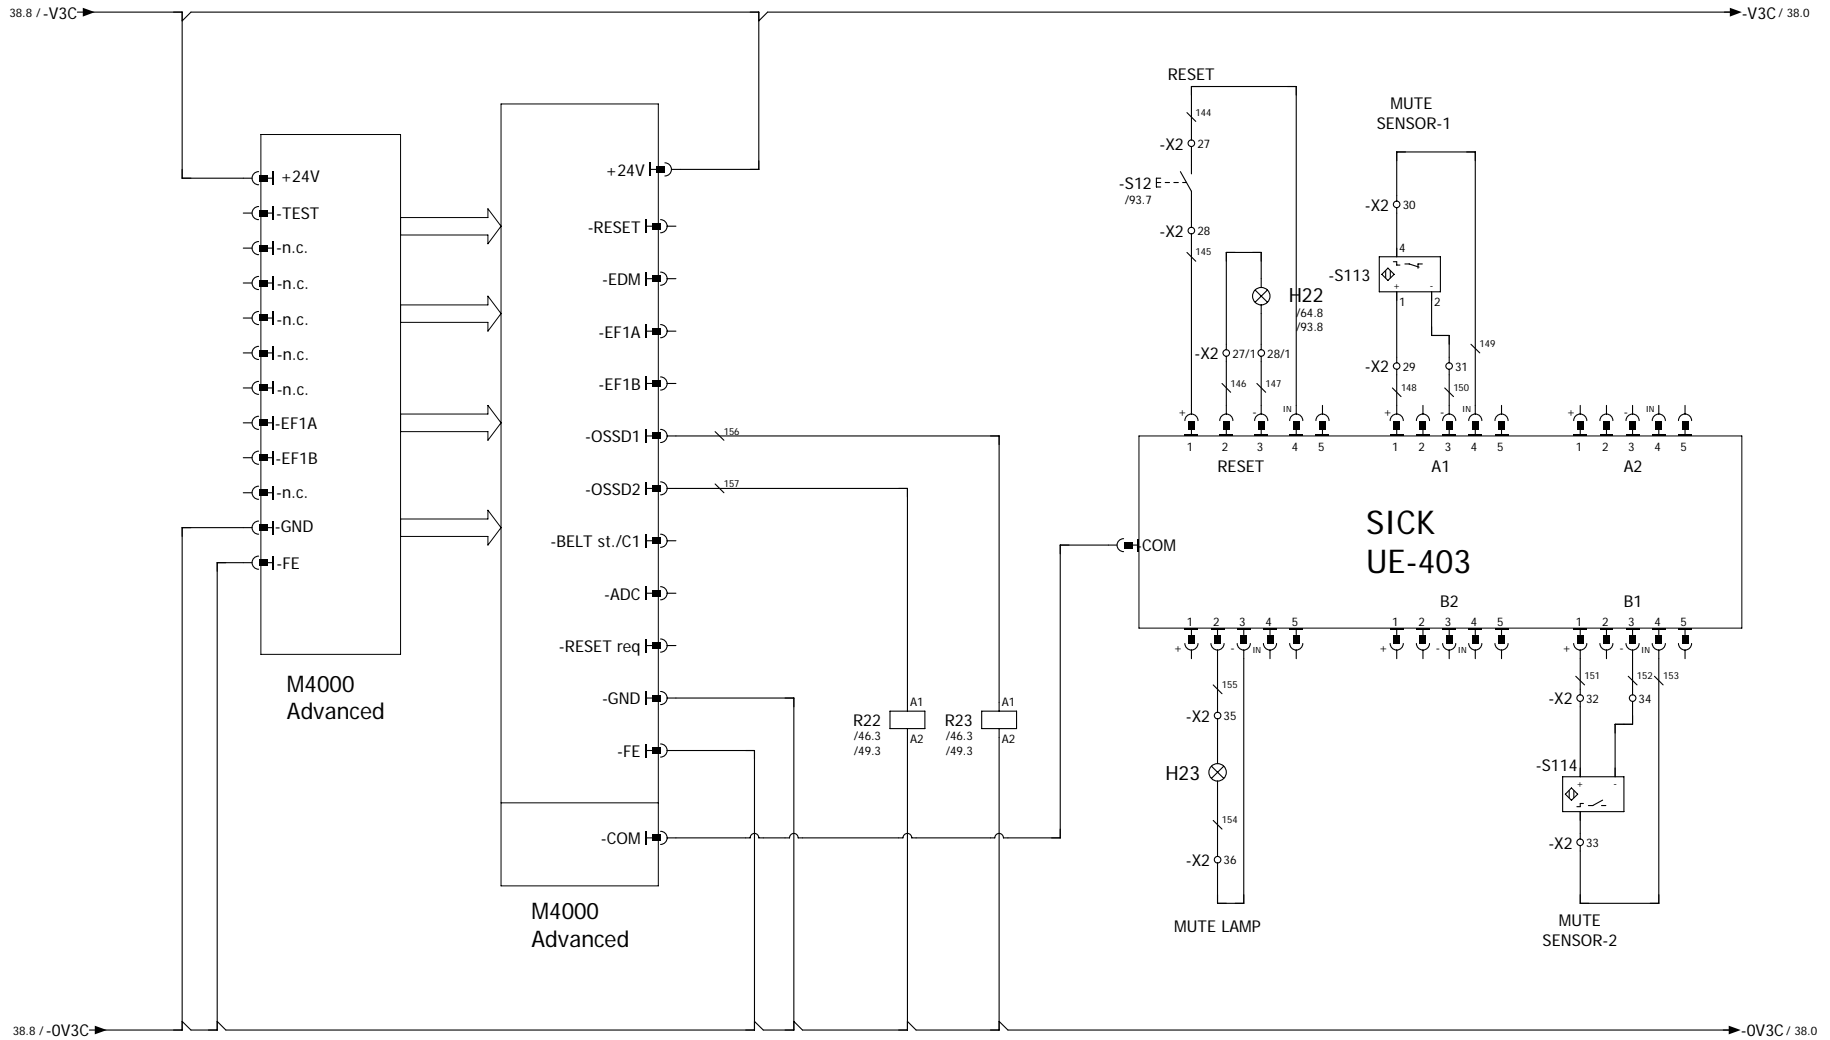 38.8 / -V3C
-V3C / 38.0
RESET
144
-X2 27
-S12
/93.7
-X2 28
145
H22
/64.8
/93.8
-X2 27/1 28/1
146 147
MUTE
SENSOR-1
-X2 30
4
-S113
+ -
1 2
149
-X2 29 31
148 150
+ - IN
+ - IN
+ - IN
1 2 3 4 5
1 2 3 4 5
1 2 3 4 5
RESET
A1
A2
SICK
UE-403
COM
B2
B1
1 2 3 4 5
1 2 3 4 5
1 2 3 4 5
+ - IN
+ - IN
+ - IN
155
-X2 35
H23
154
-X2 36
MUTE LAMP
151 152 153
-X2 32 34
-S114
+ -
-X2 33
MUTE
SENSOR-2
+24V
-TEST
-n.c.
-n.c.
-n.c.
-n.c.
-n.c.
-EF1A
-EF1B
-n.c.
-GND
-FE
M4000
Advanced
+24V
-RESET
-EDM
-EF1A
-EF1B
-OSSD1
156
-OSSD2
157
-BELT st./C1
-ADC
-RESET req
-GND
-FE
-COM
M4000
Advanced
A1
R22
/46.3
/49.3
A2
A1
R23
/46.3
/49.3
A2
38.8 / -0V3C
-0V3C / 38.0